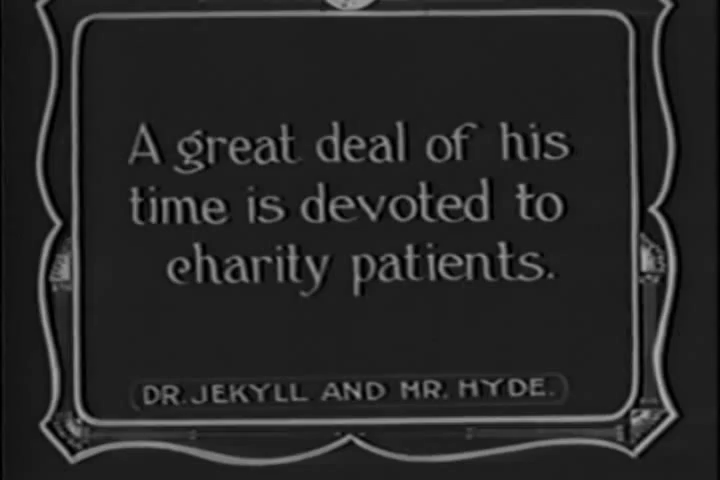 A great deal of his
time is devoted to
charity patients.
DR. JEKYLL AND MR. HYDE.